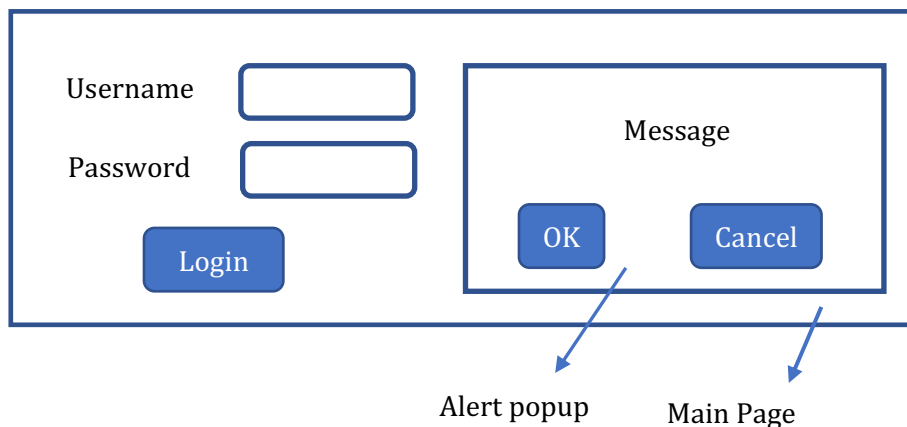 Username
Password
Login
Message
OK Cancel
Alert popup
Main Page